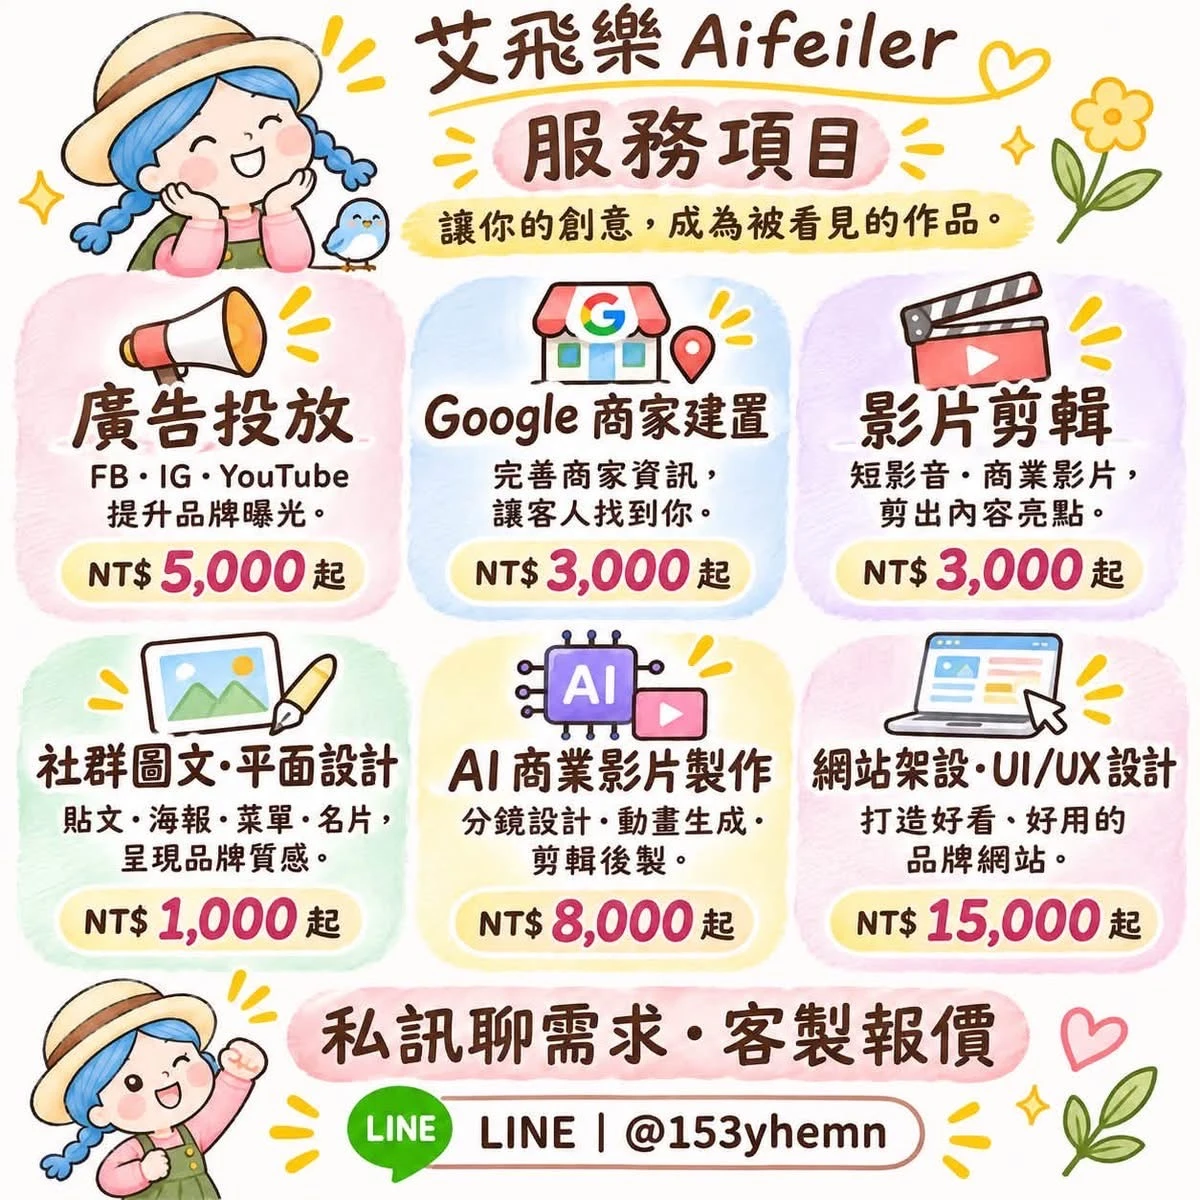 艾飛樂 Aifeiler
服務項目
讓你的創意，成為被看見的作品。
廣告投放
FB・IG・YouTube
提升品牌曝光。
NT$ 5,000 起
G
Google 商家建置
完善商家資訊，
讓客人找到你。
NT$ 3,000 起
影片剪輯
短影音・商業影片，
剪出內容亮點。
NT$ 3,000 起
社群圖文・平面設計
貼文・海報・菜單・名片，
呈現品牌質感。
NT$ 1,000 起
AI
AI 商業影片製作
分鏡設計・動畫生成・
剪輯後製。
NT$ 8,000 起
網站架設・UI/UX 設計
打造好看、好用的
品牌網站。
NT$ 15,000 起
私訊聊需求・客製報價
LINE
LINE | @153yhemn